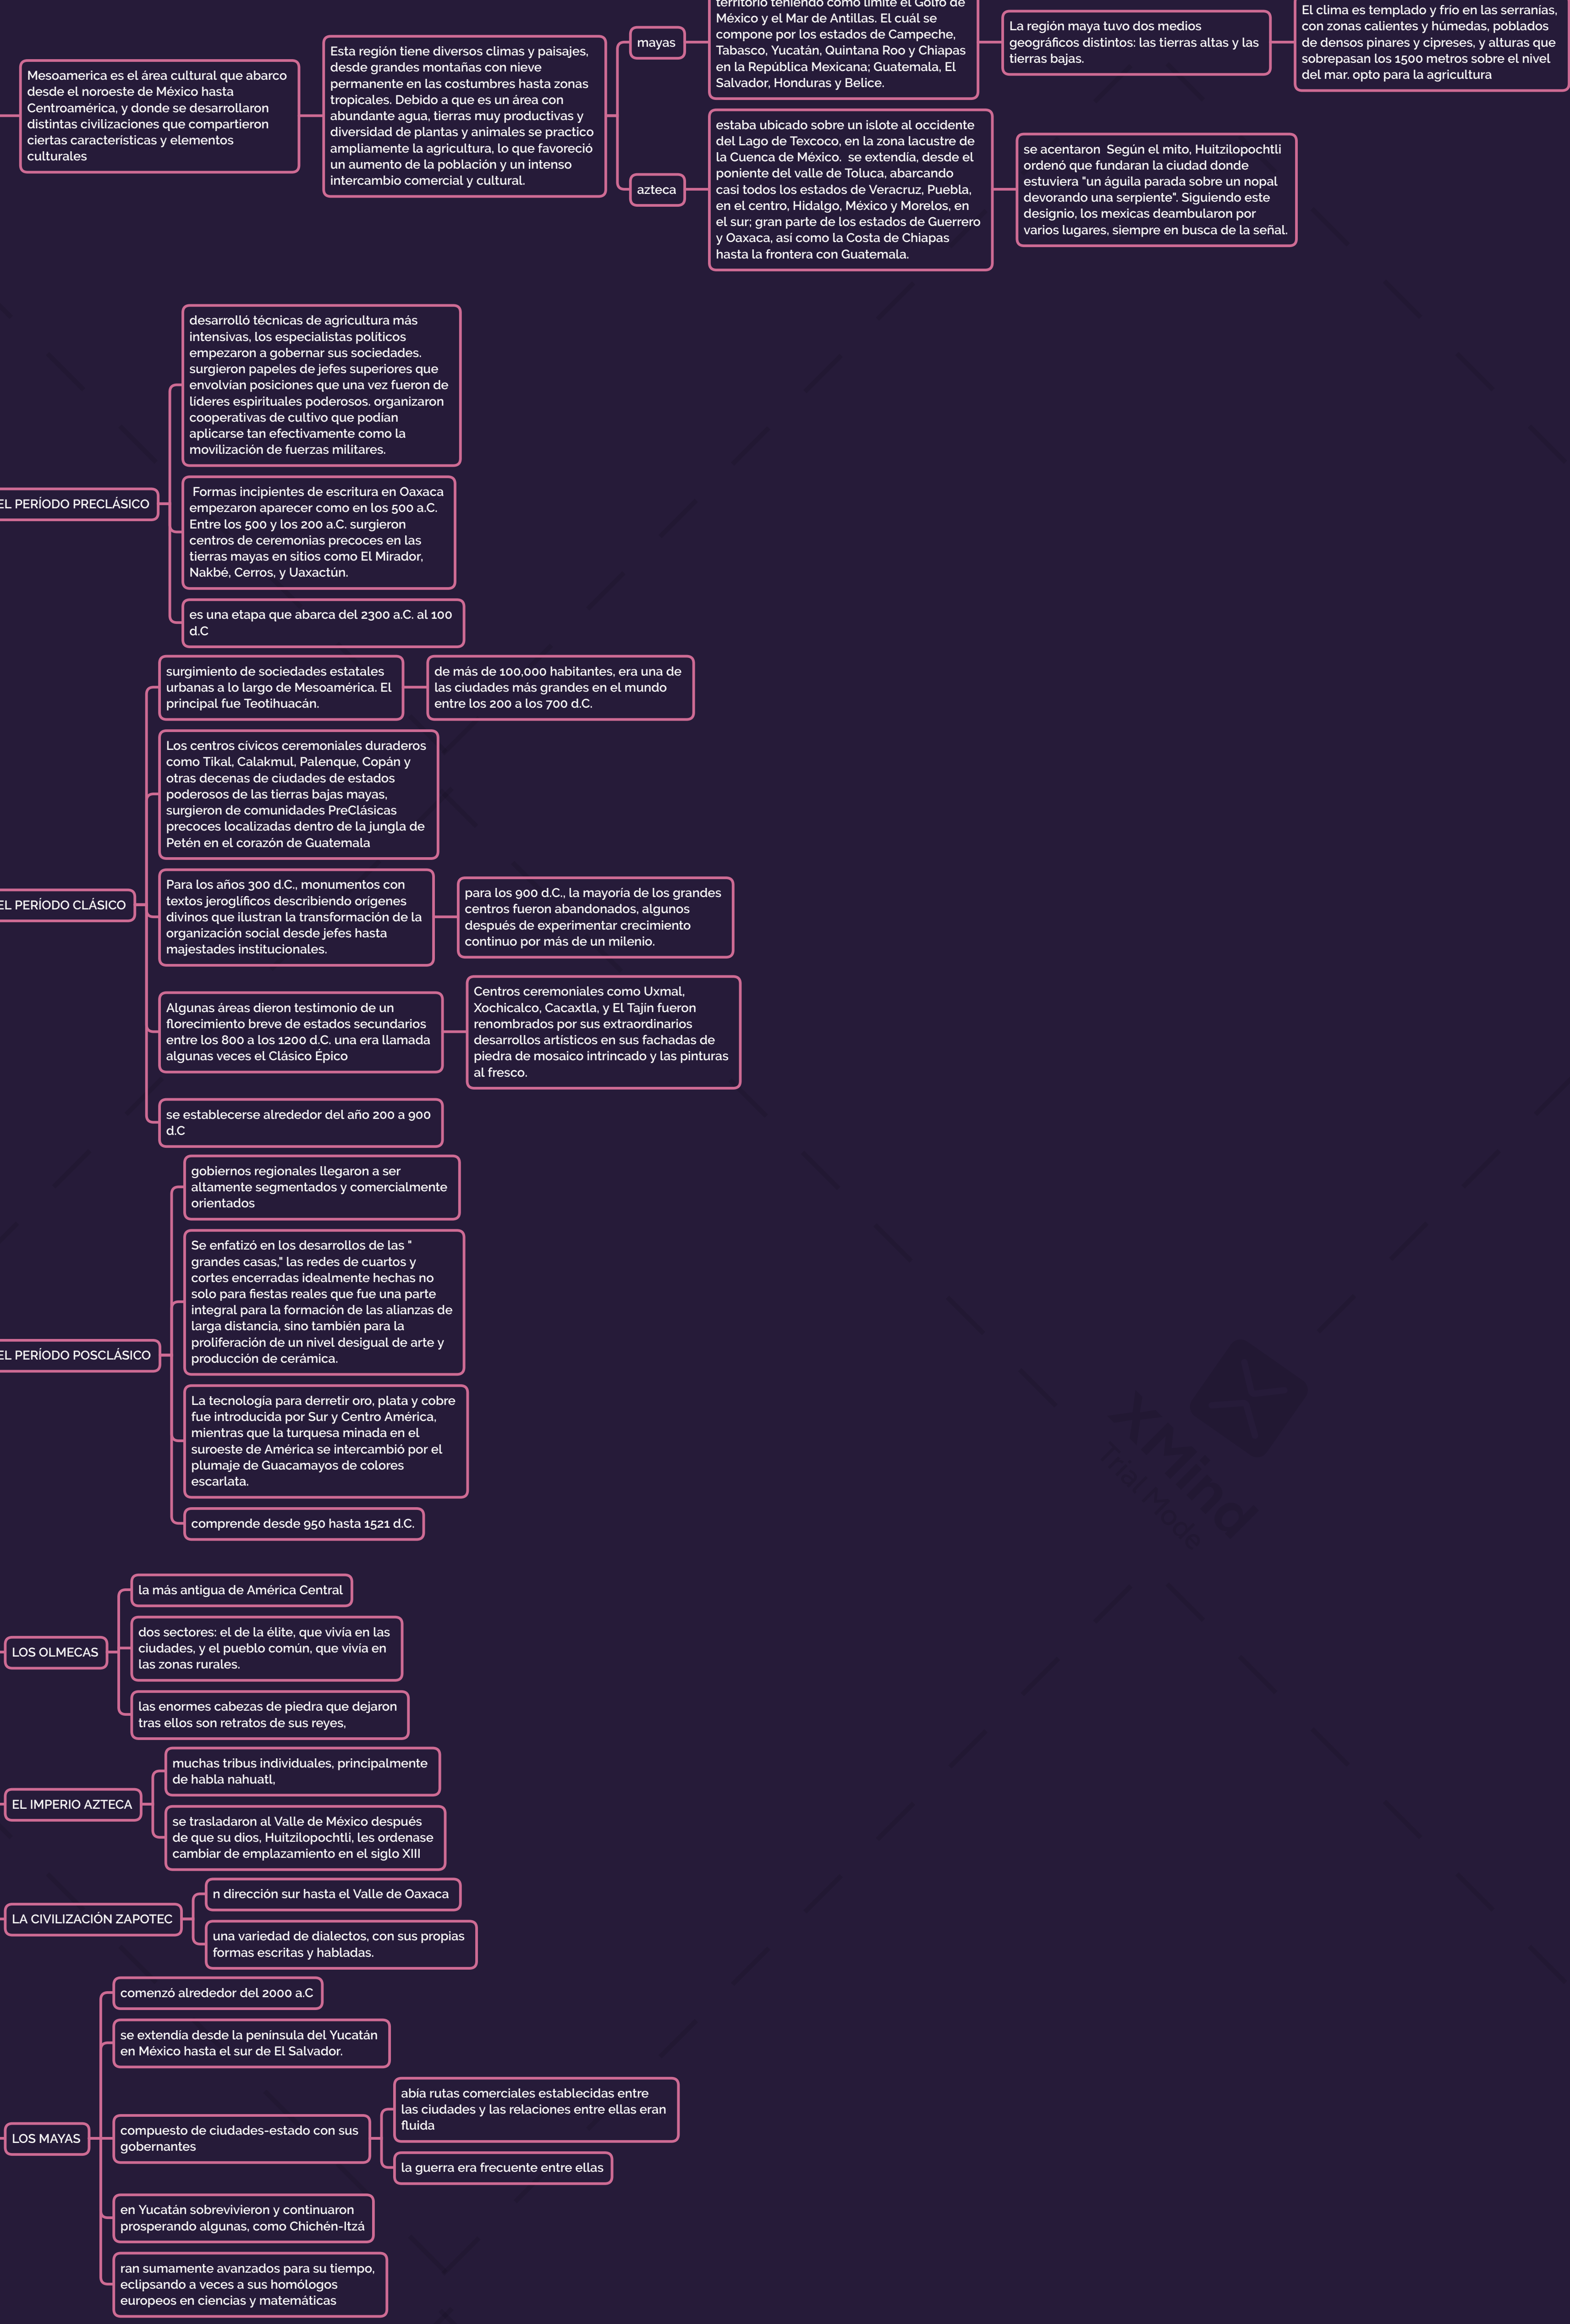 Mesoamerica es el área cultural que abarco
desde el noroeste de México hasta
Centroamérica, y donde se desarrollaron
distintas civilizaciones que compartieron
ciertas características y elementos
culturales
Esta región tiene diversos climas y paisajes,
desde grandes montañas con nieve
permanente en las costumbres hasta zonas
tropicales. Debido a que es un área con
abundante agua, tierras muy productivas y
diversidad de plantas y animales se practico
ampliamente la agricultura, lo que favoreció
un aumento de la población y un intenso
intercambio comercial y cultural.
mayas
territorio teniendo como limite el Golfo de
México y el Mar de Antillas. El cuál se
compone por los estados de Campeche,
Tabasco, Yucatán, Quintana Roo y Chiapas
en la República Mexicana; Guatemala, El
Salvador, Honduras y Belice.
La región maya tuvo dos medios
geográficos distintos: las tierras altas y las
tierras bajas.
El clima es templado y frío en las serranías,
con zonas calientes y húmedas, poblados
de densos pinares y cipreses, y alturas que
sobrepasan los 1500 metros sobre el nivel
del mar. opto para la agricultura
azteca
estaba ubicado sobre un islote al occidente
del Lago de Texcoco, en la zona lacustre de
la Cuenca de México.  se extendía, desde el
poniente del valle de Toluca, abarcando
casi todos los estados de Veracruz, Puebla,
en el centro, Hidalgo, México y Morelos, en
el sur; gran parte de los estados de Guerrero
y Oaxaca, así como la Costa de Chiapas
hasta la frontera con Guatemala.
se acentaron  Según el mito, Huitzilopochtli
ordenó que fundaran la ciudad donde
estuviera "un águila parada sobre un nopal
devorando una serpiente". Siguiendo este
designio, los mexicas deambularon por
varios lugares, siempre en busca de la señal.
EL PERÍODO PRECLÁSICO
desarrolló técnicas de agricultura más
intensivas, los especialistas políticos
empezaron a gobernar sus sociedades.
surgieron papeles de jefes superiores que
envolvían posiciones que una vez fueron de
líderes espirituales poderosos. organizaron
cooperativas de cultivo que podían
aplicarse tan efectivamente como la
movilización de fuerzas militares.
Formas incipientes de escritura en Oaxaca
empezaron aparecer como en los 500 a.C.
Entre los 500 y los 200 a.C. surgieron
centros de ceremonias precoces en las
tierras mayas en sitios como El Mirador,
Nakbé, Cerros, y Uaxactún.
es una etapa que abarca del 2300 a.C. al 100
d.C
EL PERÍODO CLÁSICO
surgimiento de sociedades estatales
urbanas a lo largo de Mesoamérica. El
principal fue Teotihuacán.
de más de 100,000 habitantes, era una de
las ciudades más grandes en el mundo
entre los 200 a los 700 d.C.
Los centros cívicos ceremoniales duraderos
como Tikal, Calakmul, Palenque, Copán y
otras decenas de ciudades de estados
poderosos de las tierras bajas mayas,
surgieron de comunidades PreClásicas
precoces localizadas dentro de la jungla de
Petén en el corazón de Guatemala
Para los años 300 d.C., monumentos con
textos jeroglíficos describiendo orígenes
divinos que ilustran la transformación de la
organización social desde jefes hasta
majestades institucionales.
para los 900 d.C., la mayoría de los grandes
centros fueron abandonados, algunos
después de experimentar crecimiento
continuo por más de un milenio.
Algunas áreas dieron testimonio de un
florecimiento breve de estados secundarios
entre los 800 a los 1200 d.C. una era llamada
algunas veces el Clásico Épico
Centros ceremoniales como Uxmal,
Xochicalco, Cacaxtla, y El Tajín fueron
renombrados por sus extraordinarios
desarrollos artísticos en sus fachadas de
piedra de mosaico intrincado y las pinturas
al fresco.
se establecerse alrededor del año 200 a 900
d.C
EL PERÍODO POSCLÁSICO
gobiernos regionales llegaron a ser
altamente segmentados y comercialmente
orientados
Se enfatizó en los desarrollos de las "
grandes casas," las redes de cuartos y
cortes encerradas idealmente hechas no
solo para fiestas reales que fue una parte
integral para la formación de las alianzas de
larga distancia, sino también para la
proliferación de un nivel desigual de arte y
producción de cerámica.
La tecnología para derretir oro, plata y cobre
fue introducida por Sur y Centro América,
mientras que la turquesa minada en el
suroeste de América se intercambió por el
plumaje de Guacamayos de colores
escarlata.
comprende desde 950 hasta 1521 d.C.
XMind
Trial Mode
LOS OLMECAS
la más antigua de América Central
dos sectores: el de la élite, que vivía en las
ciudades, y el pueblo común, que vivía en
las zonas rurales.
las enormes cabezas de piedra que dejaron
tras ellos son retratos de sus reyes,
EL IMPERIO AZTECA
muchas tribus individuales, principalmente
de habla nahuatl,
se trasladaron al Valle de México después
de que su dios, Huitzilopochtli, les ordenase
cambiar de emplazamiento en el siglo XIII
LA CIVILIZACIÓN ZAPOTEC
n dirección sur hasta el Valle de Oaxaca
una variedad de dialectos, con sus propias
formas escritas y habladas.
LOS MAYAS
comenzó alrededor del 2000 a.C
se extendía desde la península del Yucatán
en México hasta el sur de El Salvador.
compuesto de ciudades-estado con sus
gobernantes
abía rutas comerciales establecidas entre
las ciudades y las relaciones entre ellas eran
fluida
la guerra era frecuente entre ellas
en Yucatán sobrevivieron y continuaron
prosperando algunas, como Chichén-Itzá
ran sumamente avanzados para su tiempo,
eclipsando a veces a sus homólogos
europeos en ciencias y matemáticas